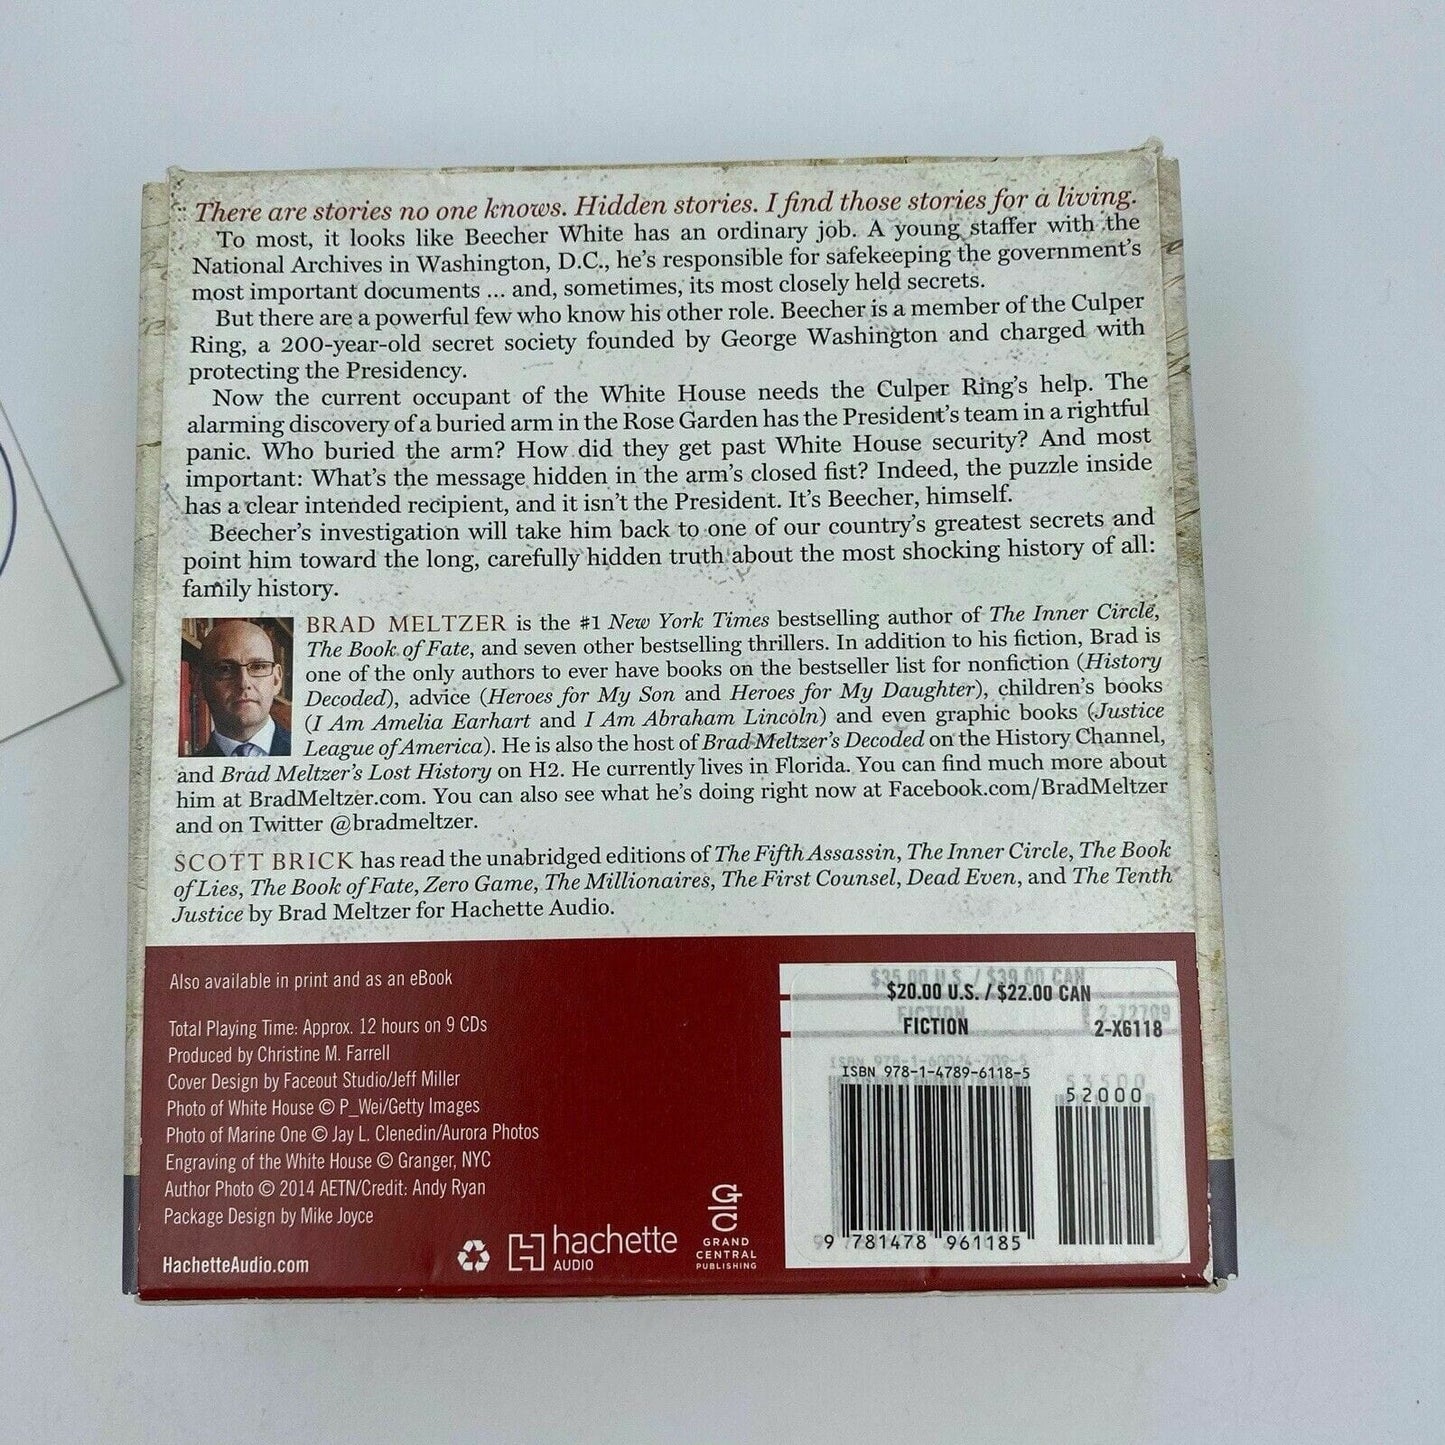 There are stories no one knows. Hidden stories. I find those stories for a living.
To most, it looks like Beecher White has an ordinary job. A young staffer with the
National Archives in Washington, D.C., he's responsible for safekeeping the government's
most important documents ... and, sometimes, its most closely held secrets.
But there are a powerful few who know his other role. Beecher is a member of the Culper
Ring, a 200-year-old secret society founded by George Washington and charged with
protecting the Presidency.
Now the current occupant of the White House needs the Culper Ring's help. The
alarming discovery of a buried arm in the Rose Garden has the President's team in a rightful
panic. Who buried the arm? How did they get past White House security? And most
important: What's the message hidden in the arm's closed fist? Indeed, the puzzle inside
has a clear intended recipient, and it isn't the President. It's Beecher, himself.
Beecher's investigation will take him back to one of our country's greatest secrets and
point him toward the long, carefully hidden truth about the most shocking history of all:
family history.
BRAD MELTZER is the #1 New York Times bestselling author of The Inner Circle,
The Book of Fate, and seven other bestselling thrillers. In addition to his fiction, Brad is
one of the only authors to ever have books on the bestseller list for nonfiction (History
Decoded), advice (Heroes for My Son and Heroes for My Daughter), children's books
(I Am Amelia Earhart and I Am Abraham Lincoln) and even graphic books (Justice
League of America). He is also the host of Brad Meltzer's Decoded on the History Channel,
and Brad Meltzer's Lost History on H2. He currently lives in Florida. You can find much more about
him at BradMeltzer.com. You can also see what he's doing right now at Facebook.com/BradMeltzer
and on Twitter @bradmeltzer.
SCOTT BRICK has read the unabridged editions of The Fifth Assassin, The Inner Circle, The Book
of Lies, The Book of Fate, Zero Game, The Millionaires, The First Counsel, Dead Even, and The Tenth
Justice by Brad Meltzer for Hachette Audio.
Also available in print and as an eBook
Total Playing Time: Approx. 12 hours on 9 CDs
Produced by Christine M. Farrell
Cover Design by Faceout Studio/Jeff Miller
Photo of White House © P_Wei/Getty Images
Photo of Marine One © Jay L. Clenedin/Aurora Photos
Engraving of the White House © Granger, NYC
Author Photo © 2014 AETN/Credit: Andy Ryan
Package Design by Mike Joyce
HachetteAudio.com
hachette
AUDIO
GRAND
CENTRAL
PUBLISHING
$35.00 U.S. / $39.00 CAN
$20.00 U.S. / $22.00 CAN
FICTION 2-X6118
ISBN 978-1-4789-6118-5
52000
9 781478 961185